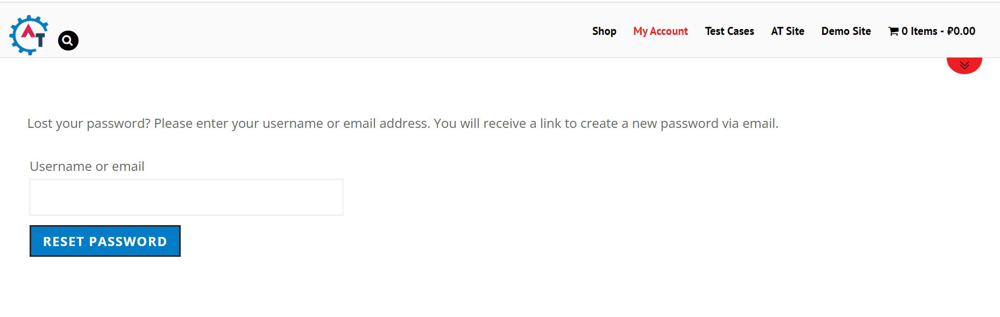 AT
Shop My Account Test Cases AT Site Demo Site 0 Items - ₽0.00
Lost your password? Please enter your username or email address. You will receive a link to create a new password via email.
Username or email
RESET PASSWORD